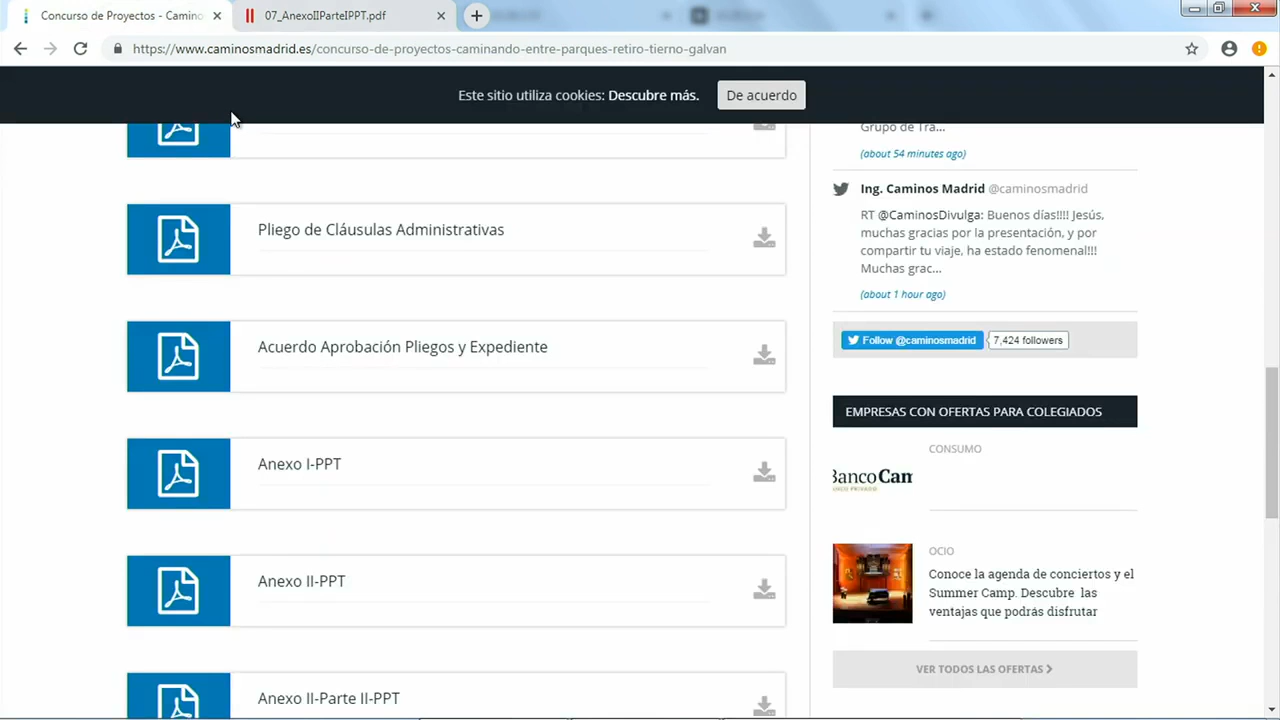 Concurso de Proyectos - Camino
07_AnexoIIParteIPPT.pdf
https://www.caminosmadrid.es/concurso-de-proyectos-caminando-entre-parques-retiro-tierno-galvan
Este sitio utiliza cookies: Descubre más.
De acuerdo
Pliego de Cláusulas Administrativas
Acuerdo Aprobación Pliegos y Expediente
Anexo I-PPT
Anexo II-PPT
Anexo II-Parte II-PPT
Grupo de Tra...
(about 54 minutes ago)
Ing. Caminos Madrid @caminosmadrid
RT @CaminosDivulga: Buenos días!!!! Jesús,
muchas gracias por la presentación, y por
compartir tu viaje, ha estado fenomenal!!!
Muchas grac...
(about 1 hour ago)
Follow @caminosmadrid
7,424 followers
EMPRESAS CON OFERTAS PARA COLEGIADOS
CONSUMO
BancoCam
OCIO
Conoce la agenda de conciertos y el
Summer Camp. Descubre las
ventajas que podrás disfrutar
VER TODOS LAS OFERTAS